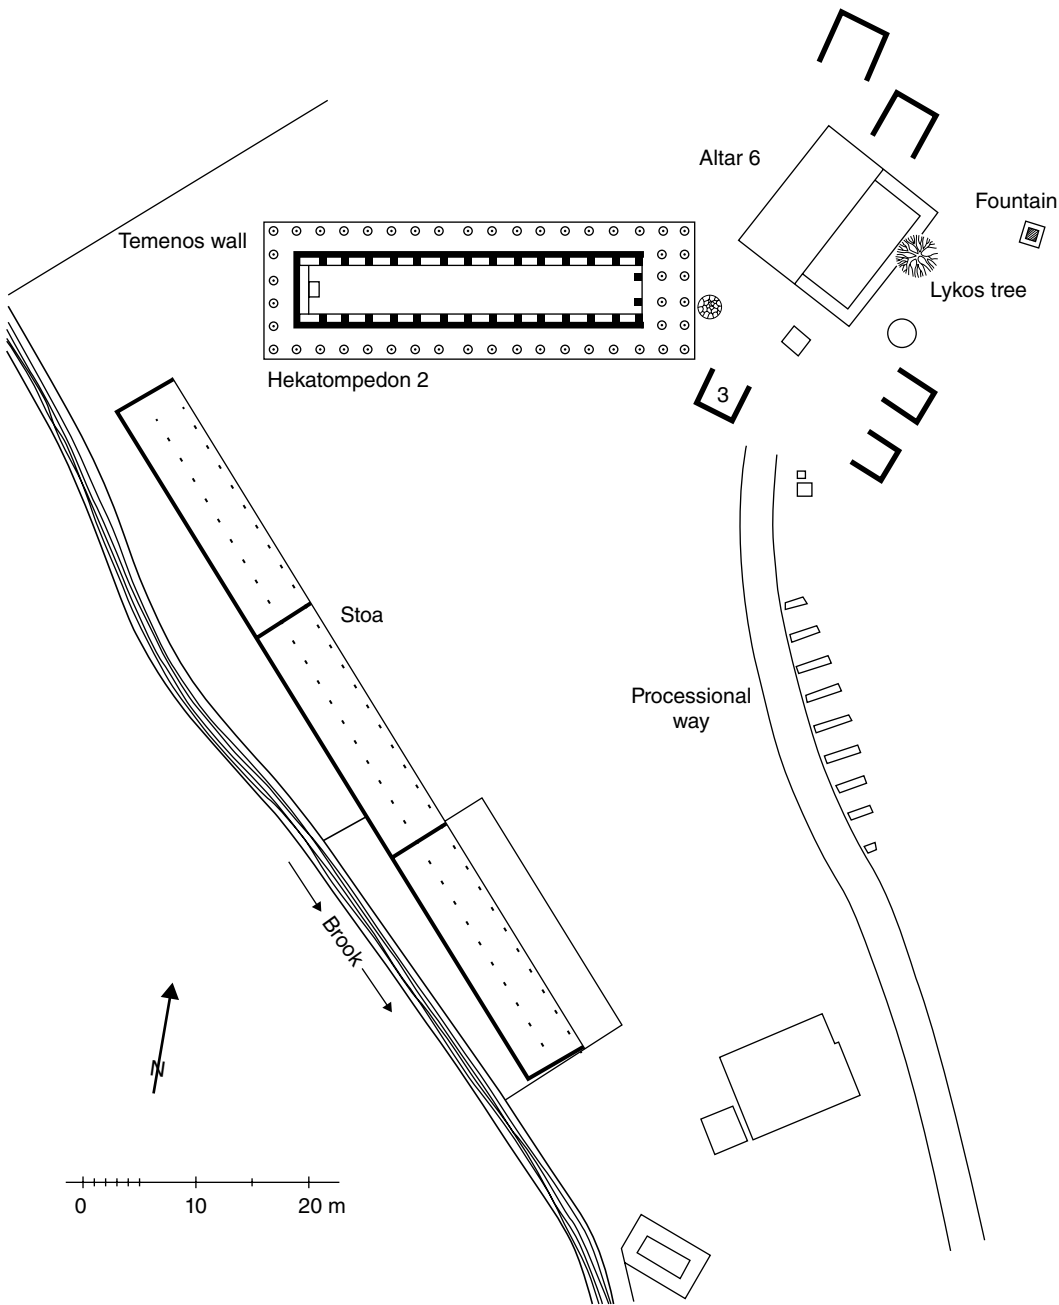 Altar 6
Fountain
Temenos wall
Lykos tree
Hekatompedon 2
3
Stoa
Processional
way
Brook
N
0 10 20 m